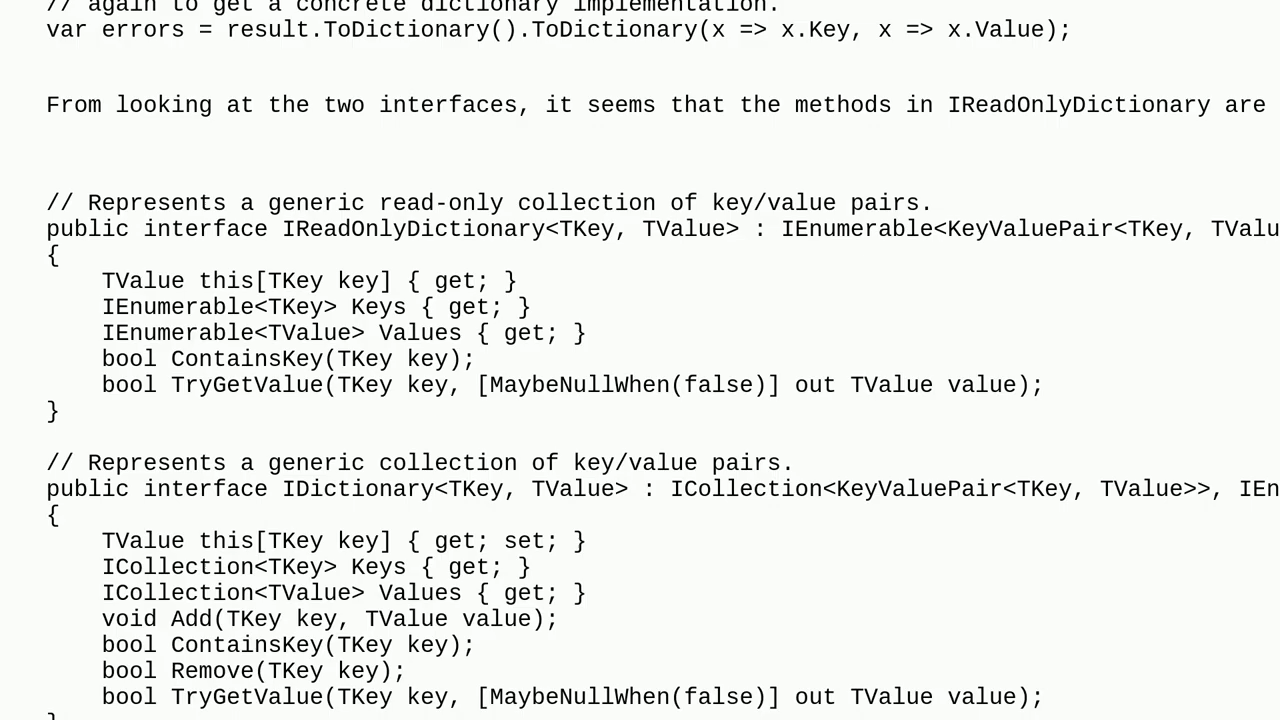 // again to get a concrete dictionary implementation.
var errors = result.ToDictionary().ToDictionary(x => x.Key, x => x.Value);
From looking at the two interfaces, it seems that the methods in IReadOnlyDictionary are
// Represents a generic read-only collection of key/value pairs.
public interface IReadOnlyDictionary<TKey, TValue> : IEnumerable<KeyValuePair<TKey, TValu
{
    TValue this[TKey key] { get; }
    IEnumerable<TKey> Keys { get; }
    IEnumerable<TValue> Values { get; }
    bool ContainsKey(TKey key);
    bool TryGetValue(TKey key, [MaybeNullWhen(false)] out TValue value);
}
// Represents a generic collection of key/value pairs.
public interface IDictionary<TKey, TValue> : ICollection<KeyValuePair<TKey, TValue>>, IEn
{
    TValue this[TKey key] { get; set; }
    ICollection<TKey> Keys { get; }
    ICollection<TValue> Values { get; }
    void Add(TKey key, TValue value);
    bool ContainsKey(TKey key);
    bool Remove(TKey key);
    bool TryGetValue(TKey key, [MaybeNullWhen(false)] out TValue value);
}